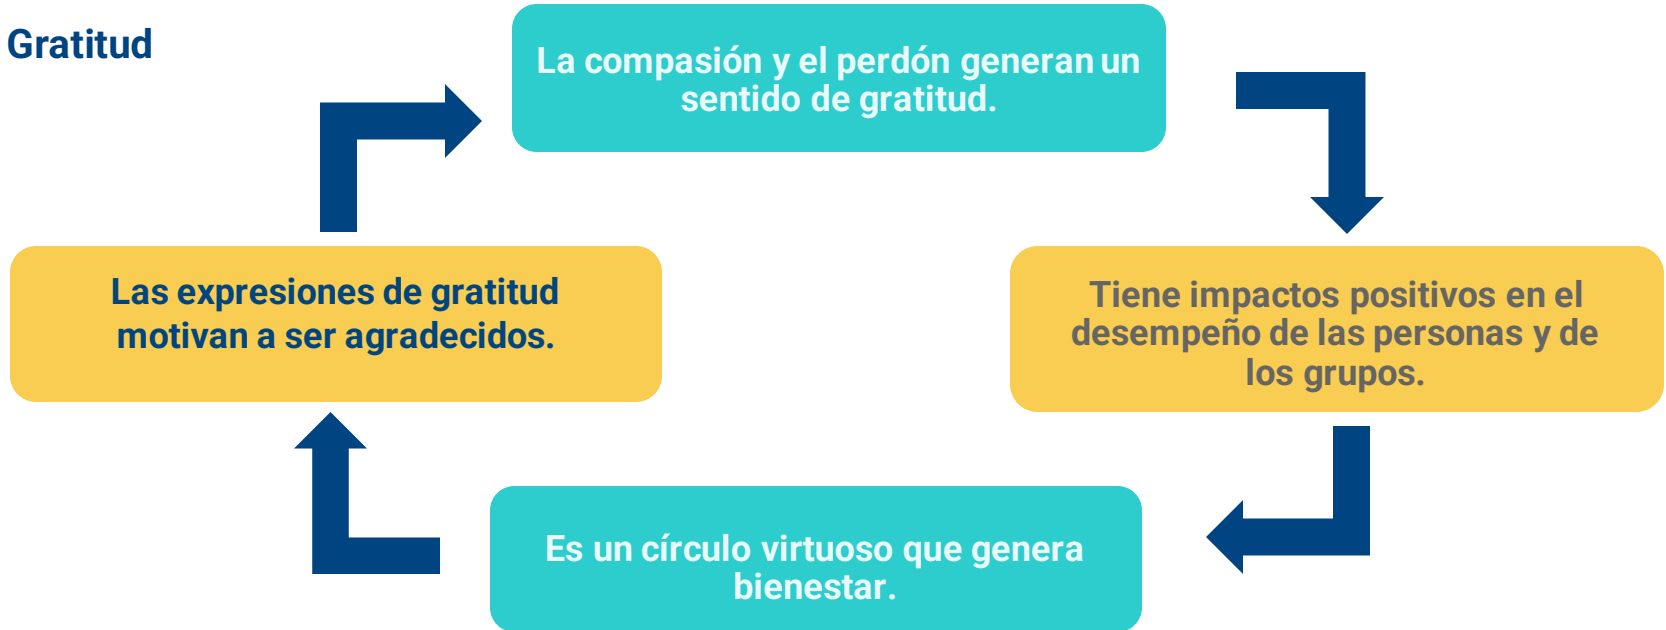 Gratitud
La compasión y el perdón generan un
sentido de gratitud.
Las expresiones de gratitud
motivan a ser agradecidos.
Tiene impactos positivos en el
desempeño de las personas y de
los grupos.
Es un círculo virtuoso que genera
bienestar.